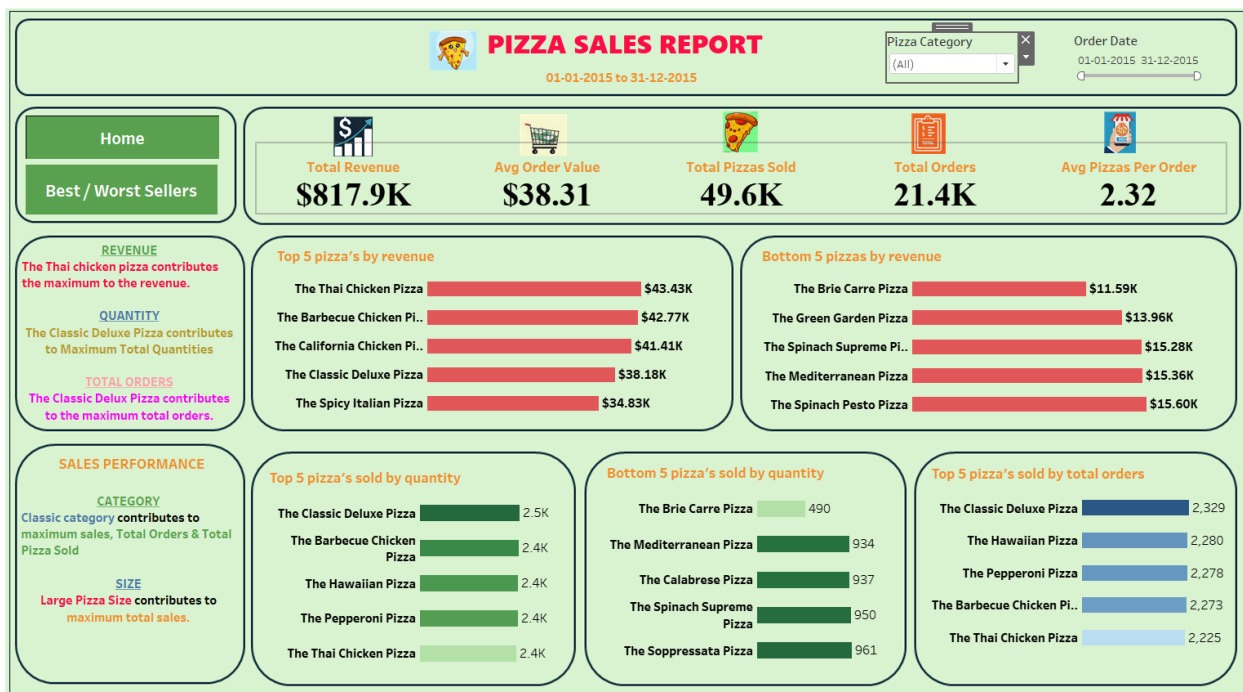 PIZZA SALES REPORT
01-01-2015 to 31-12-2015
Pizza Category
(All)
Order Date
01-01-2015 31-12-2015
Home
Best / Worst Sellers
Total Revenue
$817.9K
Avg Order Value
$38.31
Total Pizzas Sold
49.6K
Total Orders
21.4K
Avg Pizzas Per Order
2.32
REVENUE
The Thai chicken pizza contributes
the maximum to the revenue.
QUANTITY
The Classic Deluxe Pizza contributes
to Maximum Total Quantities
TOTAL ORDERS
The Classic Delux Pizza contributes
to the maximum total orders.
Top 5 pizza's by revenue
The Thai Chicken Pizza $43.43K
The Barbecue Chicken Pi.. $42.77K
The California Chicken Pi.. $41.41K
The Classic Deluxe Pizza $38.18K
The Spicy Italian Pizza $34.83K
Bottom 5 pizzas by revenue
The Brie Carre Pizza $11.59K
The Green Garden Pizza $13.96K
The Spinach Supreme Pi.. $15.28K
The Mediterranean Pizza $15.36K
The Spinach Pesto Pizza $15.60K
SALES PERFORMANCE
CATEGORY
Classic category contributes to
maximum sales, Total Orders & Total
Pizza Sold
SIZE
Large Pizza Size contributes to
maximum total sales.
Top 5 pizza's sold by quantity
The Classic Deluxe Pizza 2.5K
The Barbecue Chicken
Pizza 2.4K
The Hawaiian Pizza 2.4K
The Pepperoni Pizza 2.4K
The Thai Chicken Pizza 2.4K
Bottom 5 pizza's sold by quantity
The Brie Carre Pizza 490
The Mediterranean Pizza 934
The Calabrese Pizza 937
The Spinach Supreme
Pizza 950
The Soppressata Pizza 961
Top 5 pizza's sold by total orders
The Classic Deluxe Pizza 2,329
The Hawaiian Pizza 2,280
The Pepperoni Pizza 2,278
The Barbecue Chicken Pi.. 2,273
The Thai Chicken Pizza 2,225